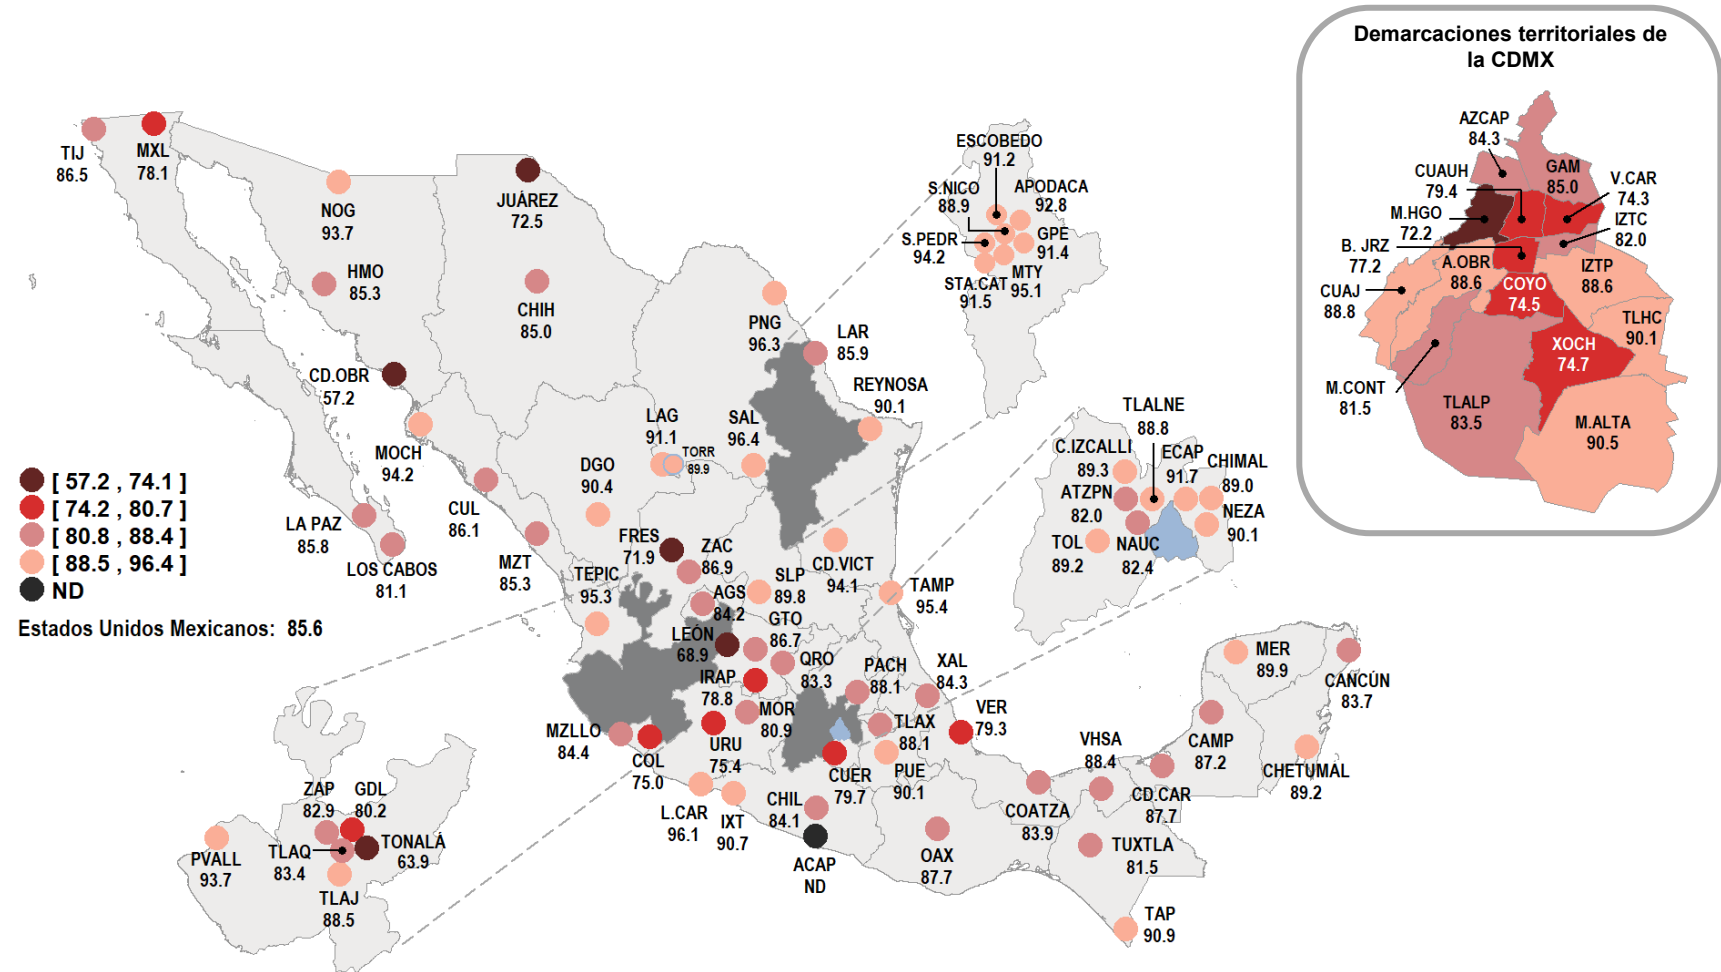 Demarcaciones territoriales de
la CDMX
AZCAP
84.3
CUAUH
79.4
GAM
85.0
V.CAR
74.3
M.HGO
72.2
IZTC
82.0
B. JRZ
77.2
A.OBR
88.6
IZTP
88.6
CUAJ
88.8
COYO
74.5
TLHC
90.1
XOCH
74.7
M.CONT
81.5
TLALP
83.5
M.ALTA
90.5
TIJ
86.5
MXL
78.1
NOG
93.7
JUÁREZ
72.5
HMO
85.3
CHIH
85.0
CD.OBR
57.2
MOCH
94.2
PNG
96.3
LAR
85.9
REYNOSA
90.1
ESCOBEDO
91.2
S.NICO
88.9
APODACA
92.8
S.PEDR
94.2
GPE
91.4
STA.CAT
91.5
MTY
95.1
LAG
91.1
TORR
89.9
SAL
96.4
DGO
90.4
CUL
86.1
LA PAZ
85.8
LOS CABOS
81.1
MZT
85.3
FRES
71.9
ZAC
86.9
CD.VICT
94.1
TEPIC
95.3
AGS
84.2
SLP
89.8
TAMP
95.4
LEÓN
68.9
GTO
86.7
IRAP
78.8
QRO
83.3
PACH
88.1
XAL
84.3
MOR
80.9
TLAX
88.1
VER
79.3
MZLLO
84.4
COL
75.0
URU
75.4
CUER
79.7
PUE
90.1
L.CAR
96.1
IXT
90.7
CHIL
84.1
ACAP
ND
OAX
87.7
COATZA
83.9
VHSA
88.4
CD.CAR
87.7
TUXTLA
81.5
TAP
90.9
CAMP
87.2
MER
89.9
CANCÚN
83.7
CHETUMAL
89.2
TLALNE
88.8
C.IZCALLI
89.3
ECAP
91.7
CHIMAL
89.0
ATZPN
82.0
NEZA
90.1
TOL
89.2
NAUC
82.4
ZAP
82.9
GDL
80.2
TONALÁ
63.9
PVALL
93.7
TLAQ
83.4
TLAJ
88.5
[ 57.2 , 74.1 ]
[ 74.2 , 80.7 ]
[ 80.8 , 88.4 ]
[ 88.5 , 96.4 ]
ND
Estados Unidos Mexicanos: 85.6